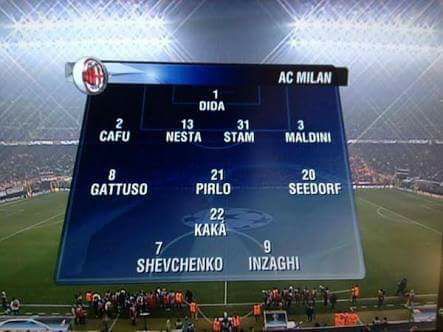 AC MILAN
1
DIDA
2 13 31 3
CAFU NESTA STAM MALDINI
8 21 20
GATTUSO PIRLO SEEDORF
22
KAKÁ
7 9
SHEVCHENKO INZAGHI